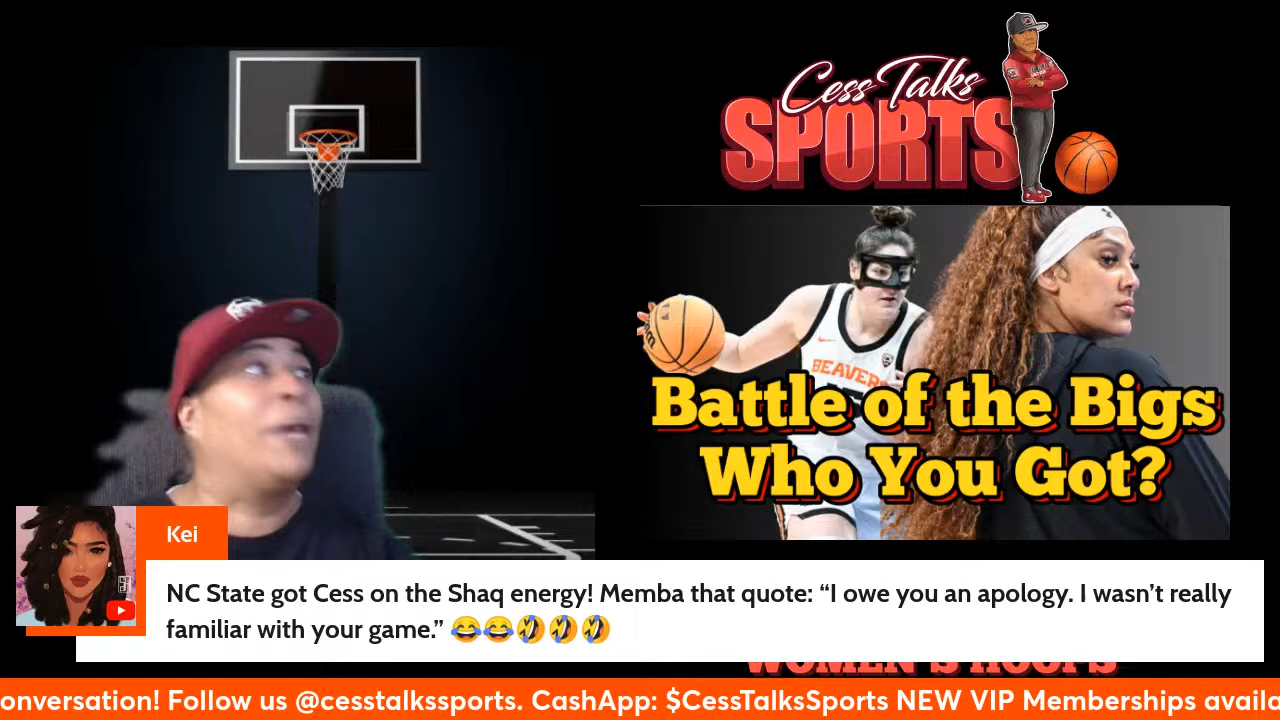 Cess Talks
SPORTS
BEAVERS
Battle of the Bigs
Who You Got?
Kei
NC State got Cess on the Shaq energy! Memba that quote: “I owe you an apology. I wasn’t really
familiar with your game.” 😂😂🤣🤣🤣
WOMEN'S HOOPS
onversation! Follow us @cesstalkssports. CashApp: $CessTalksSports NEW VIP Memberships availa